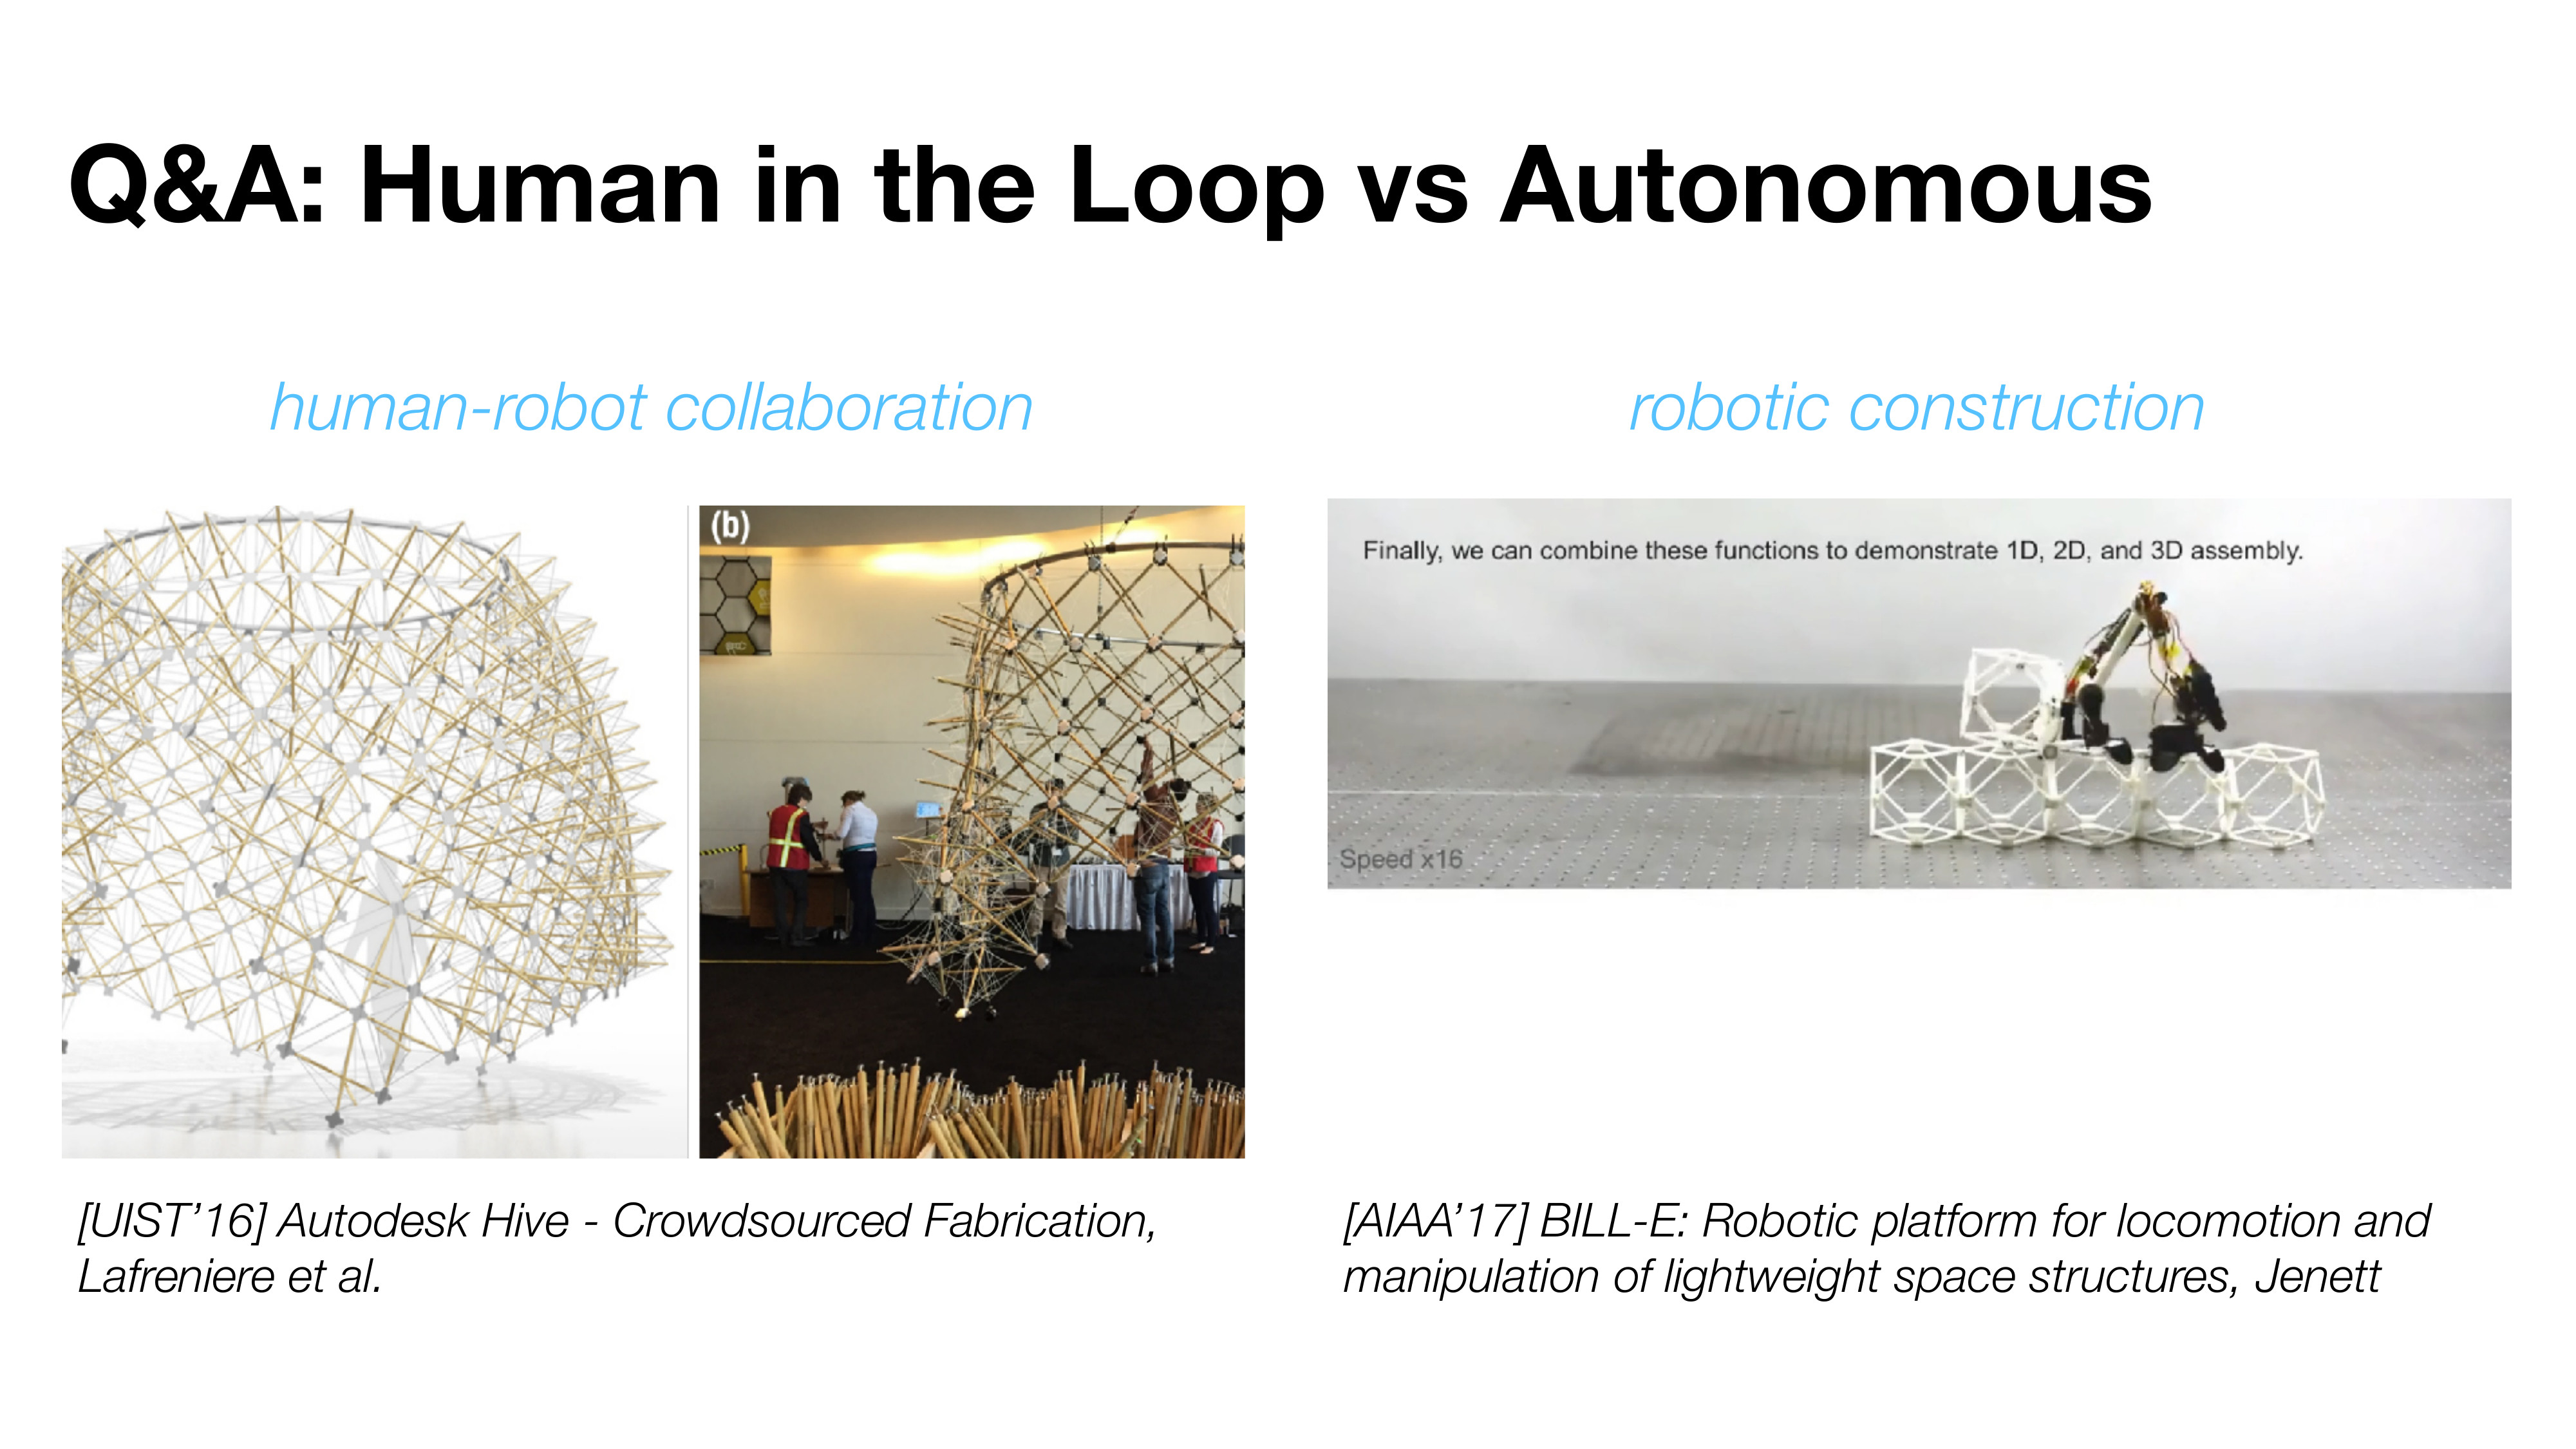 Q&A: Human in the Loop vs Autonomous
human-robot collaboration
robotic construction
(b)
Finally, we can combine these functions to demonstrate 1D, 2D, and 3D assembly.
Speed x16
[UIST’16] Autodesk Hive - Crowdsourced Fabrication,
Lafreniere et al.
[AIAA’17] BILL-E: Robotic platform for locomotion and
manipulation of lightweight space structures, Jenett